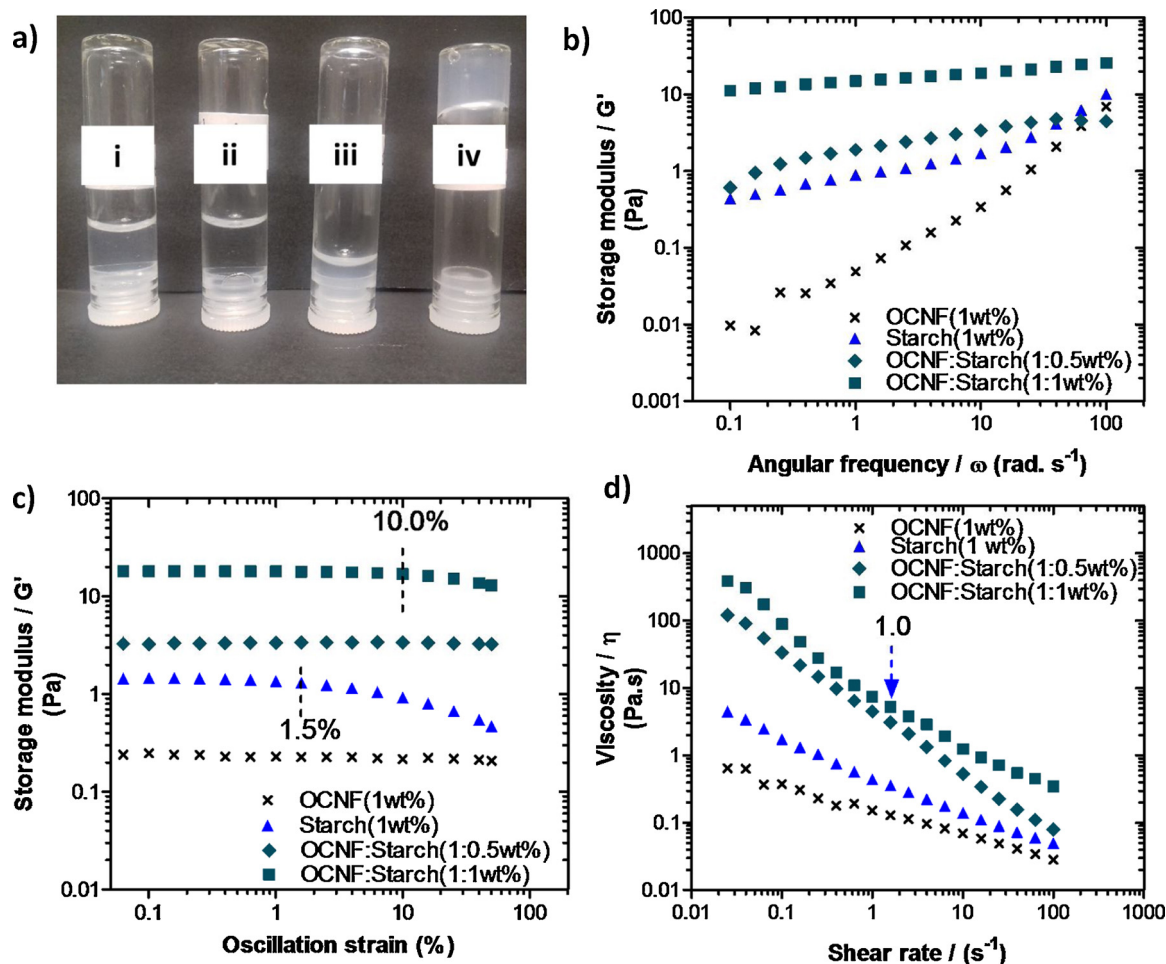 a)
i
ii
iii
iv
b)
100
10
1
0.1
0.01
0.001
Storage modulus / G'
(Pa)
OCNF(1wt%)
Starch(1wt%)
OCNF:Starch(1:0.5wt%)
OCNF:Starch(1:1wt%)
0.1
1
10
100
Angular frequency / ω (rad. s⁻¹)
c)
100
10
1
0.1
0.01
Storage modulus / G'
(Pa)
10.0%
1.5%
OCNF(1wt%)
Starch(1wt%)
OCNF:Starch(1:0.5wt%)
OCNF:Starch(1:1wt%)
0.1
1
10
100
Oscillation strain (%)
d)
1000
100
10
1
0.1
0.01
Viscosity / η
(Pa.s)
OCNF(1wt%)
Starch(1 wt%)
OCNF:Starch(1:0.5wt%)
OCNF:Starch(1:1wt%)
1.0
0.01
0.1
1
10
100
1000
Shear rate / (s⁻¹)